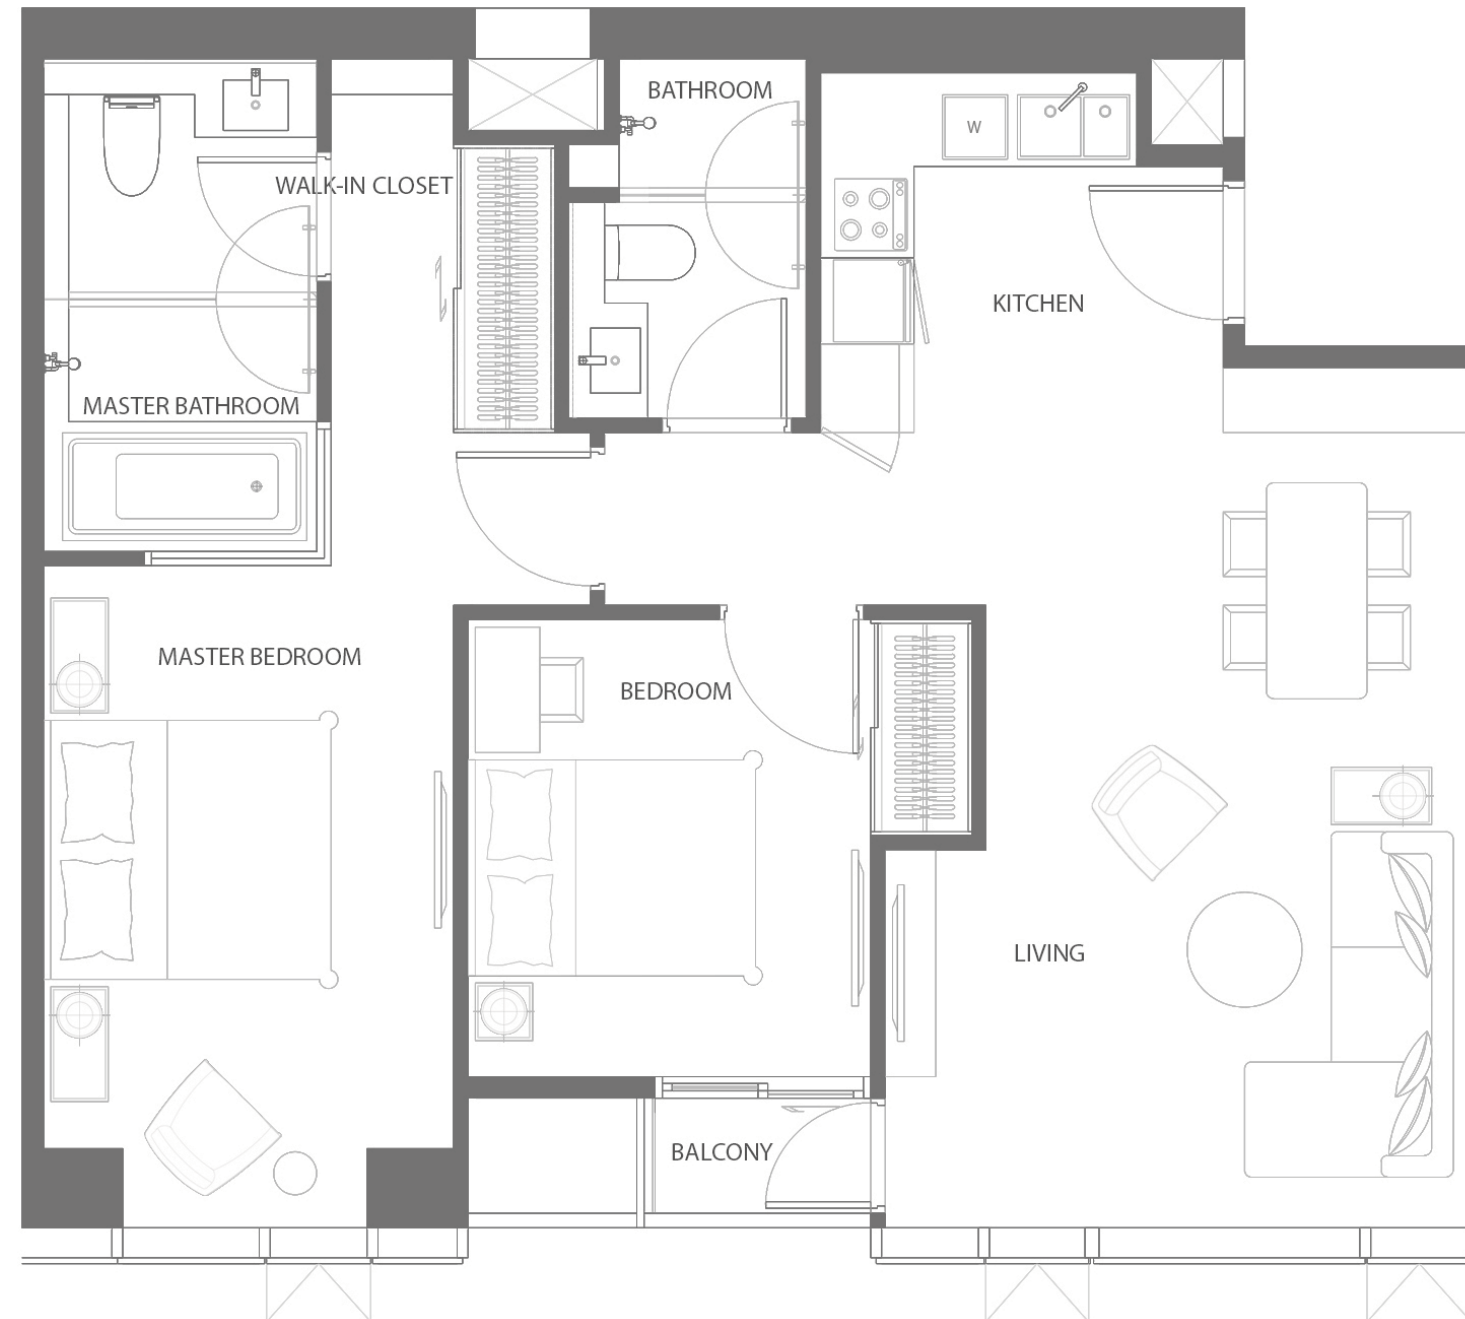 BATHROOM
W
WALK-IN CLOSET
KITCHEN
MASTER BATHROOM
MASTER BEDROOM
BEDROOM
LIVING
BALCONY